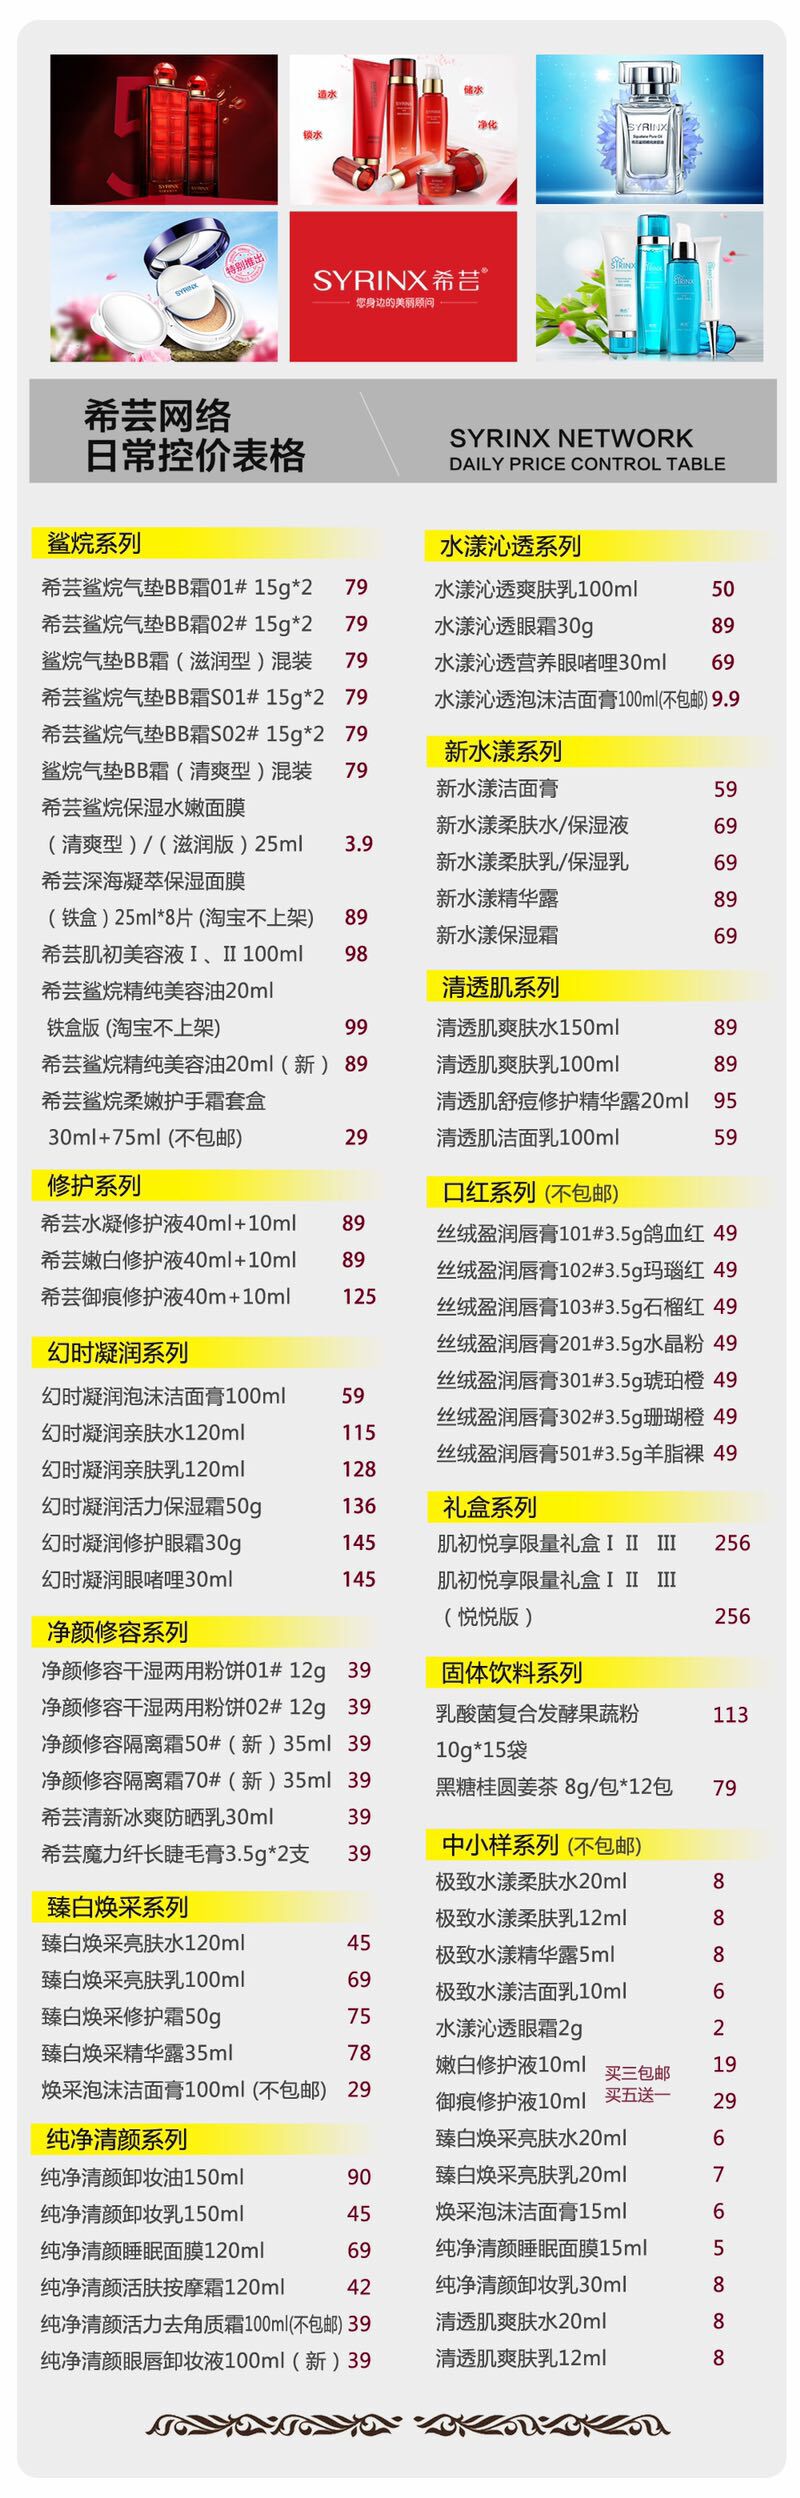 造水
储水
锁水
净化
SYRINX
SYRINX
SYRINX
Squalane Pure Oil
SYRINX
特别推出
SYRINX希芸®
您身边的美丽顾问
SYRINX
希芸网络
日常控价表格
SYRINX NETWORK
DAILY PRICE CONTROL TABLE
鲨烷系列
希芸鲨烷气垫BB霜01# 15g*2 79
希芸鲨烷气垫BB霜02# 15g*2 79
鲨烷气垫BB霜（滋润型）混装 79
希芸鲨烷气垫BB霜S01# 15g*2 79
希芸鲨烷气垫BB霜S02# 15g*2 79
鲨烷气垫BB霜（清爽型）混装 79
希芸鲨烷保湿水嫩面膜
（清爽型）/（滋润版）25ml 3.9
希芸深海凝萃保湿面膜
（铁盒）25ml*8片 (淘宝不上架) 89
希芸肌初美容液 I 、II 100ml 98
希芸鲨烷精纯美容油20ml
铁盒版 (淘宝不上架) 99
希芸鲨烷精纯美容油20ml（新） 89
希芸鲨烷柔嫩护手霜套盒
30ml+75ml (不包邮) 29
修护系列
希芸水凝修护液40ml+10ml 89
希芸嫩白修护液40ml+10ml 89
希芸御痕修护液40m+10ml 125
幻时凝润系列
幻时凝润泡沫洁面膏100ml 59
幻时凝润亲肤水120ml 115
幻时凝润亲肤乳120ml 128
幻时凝润活力保湿霜50g 136
幻时凝润修护眼霜30g 145
幻时凝润眼啫哩30ml 145
净颜修容系列
净颜修容干湿两用粉饼01# 12g 39
净颜修容干湿两用粉饼02# 12g 39
净颜修容隔离霜50#（新）35ml 39
净颜修容隔离霜70#（新）35ml 39
希芸清新冰爽防晒乳30ml 39
希芸魔力纤长睫毛膏3.5g*2支 39
臻白焕采系列
臻白焕采亮肤水120ml 45
臻白焕采亮肤乳100ml 69
臻白焕采修护霜50g 75
臻白焕采精华露35ml 78
焕采泡沫洁面膏100ml (不包邮) 29
纯净清颜系列
纯净清颜卸妆油150ml 90
纯净清颜卸妆乳150ml 45
纯净清颜睡眠面膜120ml 69
纯净清颜活肤按摩霜120ml 42
纯净清颜活力去角质霜100ml(不包邮) 39
纯净清颜眼唇卸妆液100ml（新） 39
水漾沁透系列
水漾沁透爽肤乳100ml 50
水漾沁透眼霜30g 89
水漾沁透营养眼啫哩30ml 69
水漾沁透泡沫洁面膏100ml(不包邮) 9.9
新水漾系列
新水漾洁面膏 59
新水漾柔肤水/保湿液 69
新水漾柔肤乳/保湿乳 69
新水漾精华露 89
新水漾保湿霜 69
清透肌系列
清透肌爽肤水150ml 89
清透肌爽肤乳100ml 89
清透肌舒痘修护精华露20ml 95
清透肌洁面乳100ml 59
口红系列 (不包邮)
丝绒盈润唇膏101#3.5g鸽血红 49
丝绒盈润唇膏102#3.5g玛瑙红 49
丝绒盈润唇膏103#3.5g石榴红 49
丝绒盈润唇膏201#3.5g水晶粉 49
丝绒盈润唇膏301#3.5g琥珀橙 49
丝绒盈润唇膏302#3.5g珊瑚橙 49
丝绒盈润唇膏501#3.5g羊脂裸 49
礼盒系列
肌初悦享限量礼盒 I II III 256
肌初悦享限量礼盒 I II III
（悦悦版） 256
固体饮料系列
乳酸菌复合发酵果蔬粉 113
10g*15袋
黑糖桂圆姜茶 8g/包*12包 79
中小样系列 (不包邮)
极致水漾柔肤水20ml 8
极致水漾柔肤乳12ml 8
极致水漾精华露5ml 8
极致水漾洁面乳10ml 6
水漾沁透眼霜2g 2
嫩白修护液10ml 买三包邮 19
御痕修护液10ml 买五送一 29
臻白焕采亮肤水20ml 6
臻白焕采亮肤乳20ml 7
焕采泡沫洁面膏15ml 6
纯净清颜睡眠面膜15ml 5
纯净清颜卸妆乳30ml 8
清透肌爽肤水20ml 8
清透肌爽肤乳12ml 8